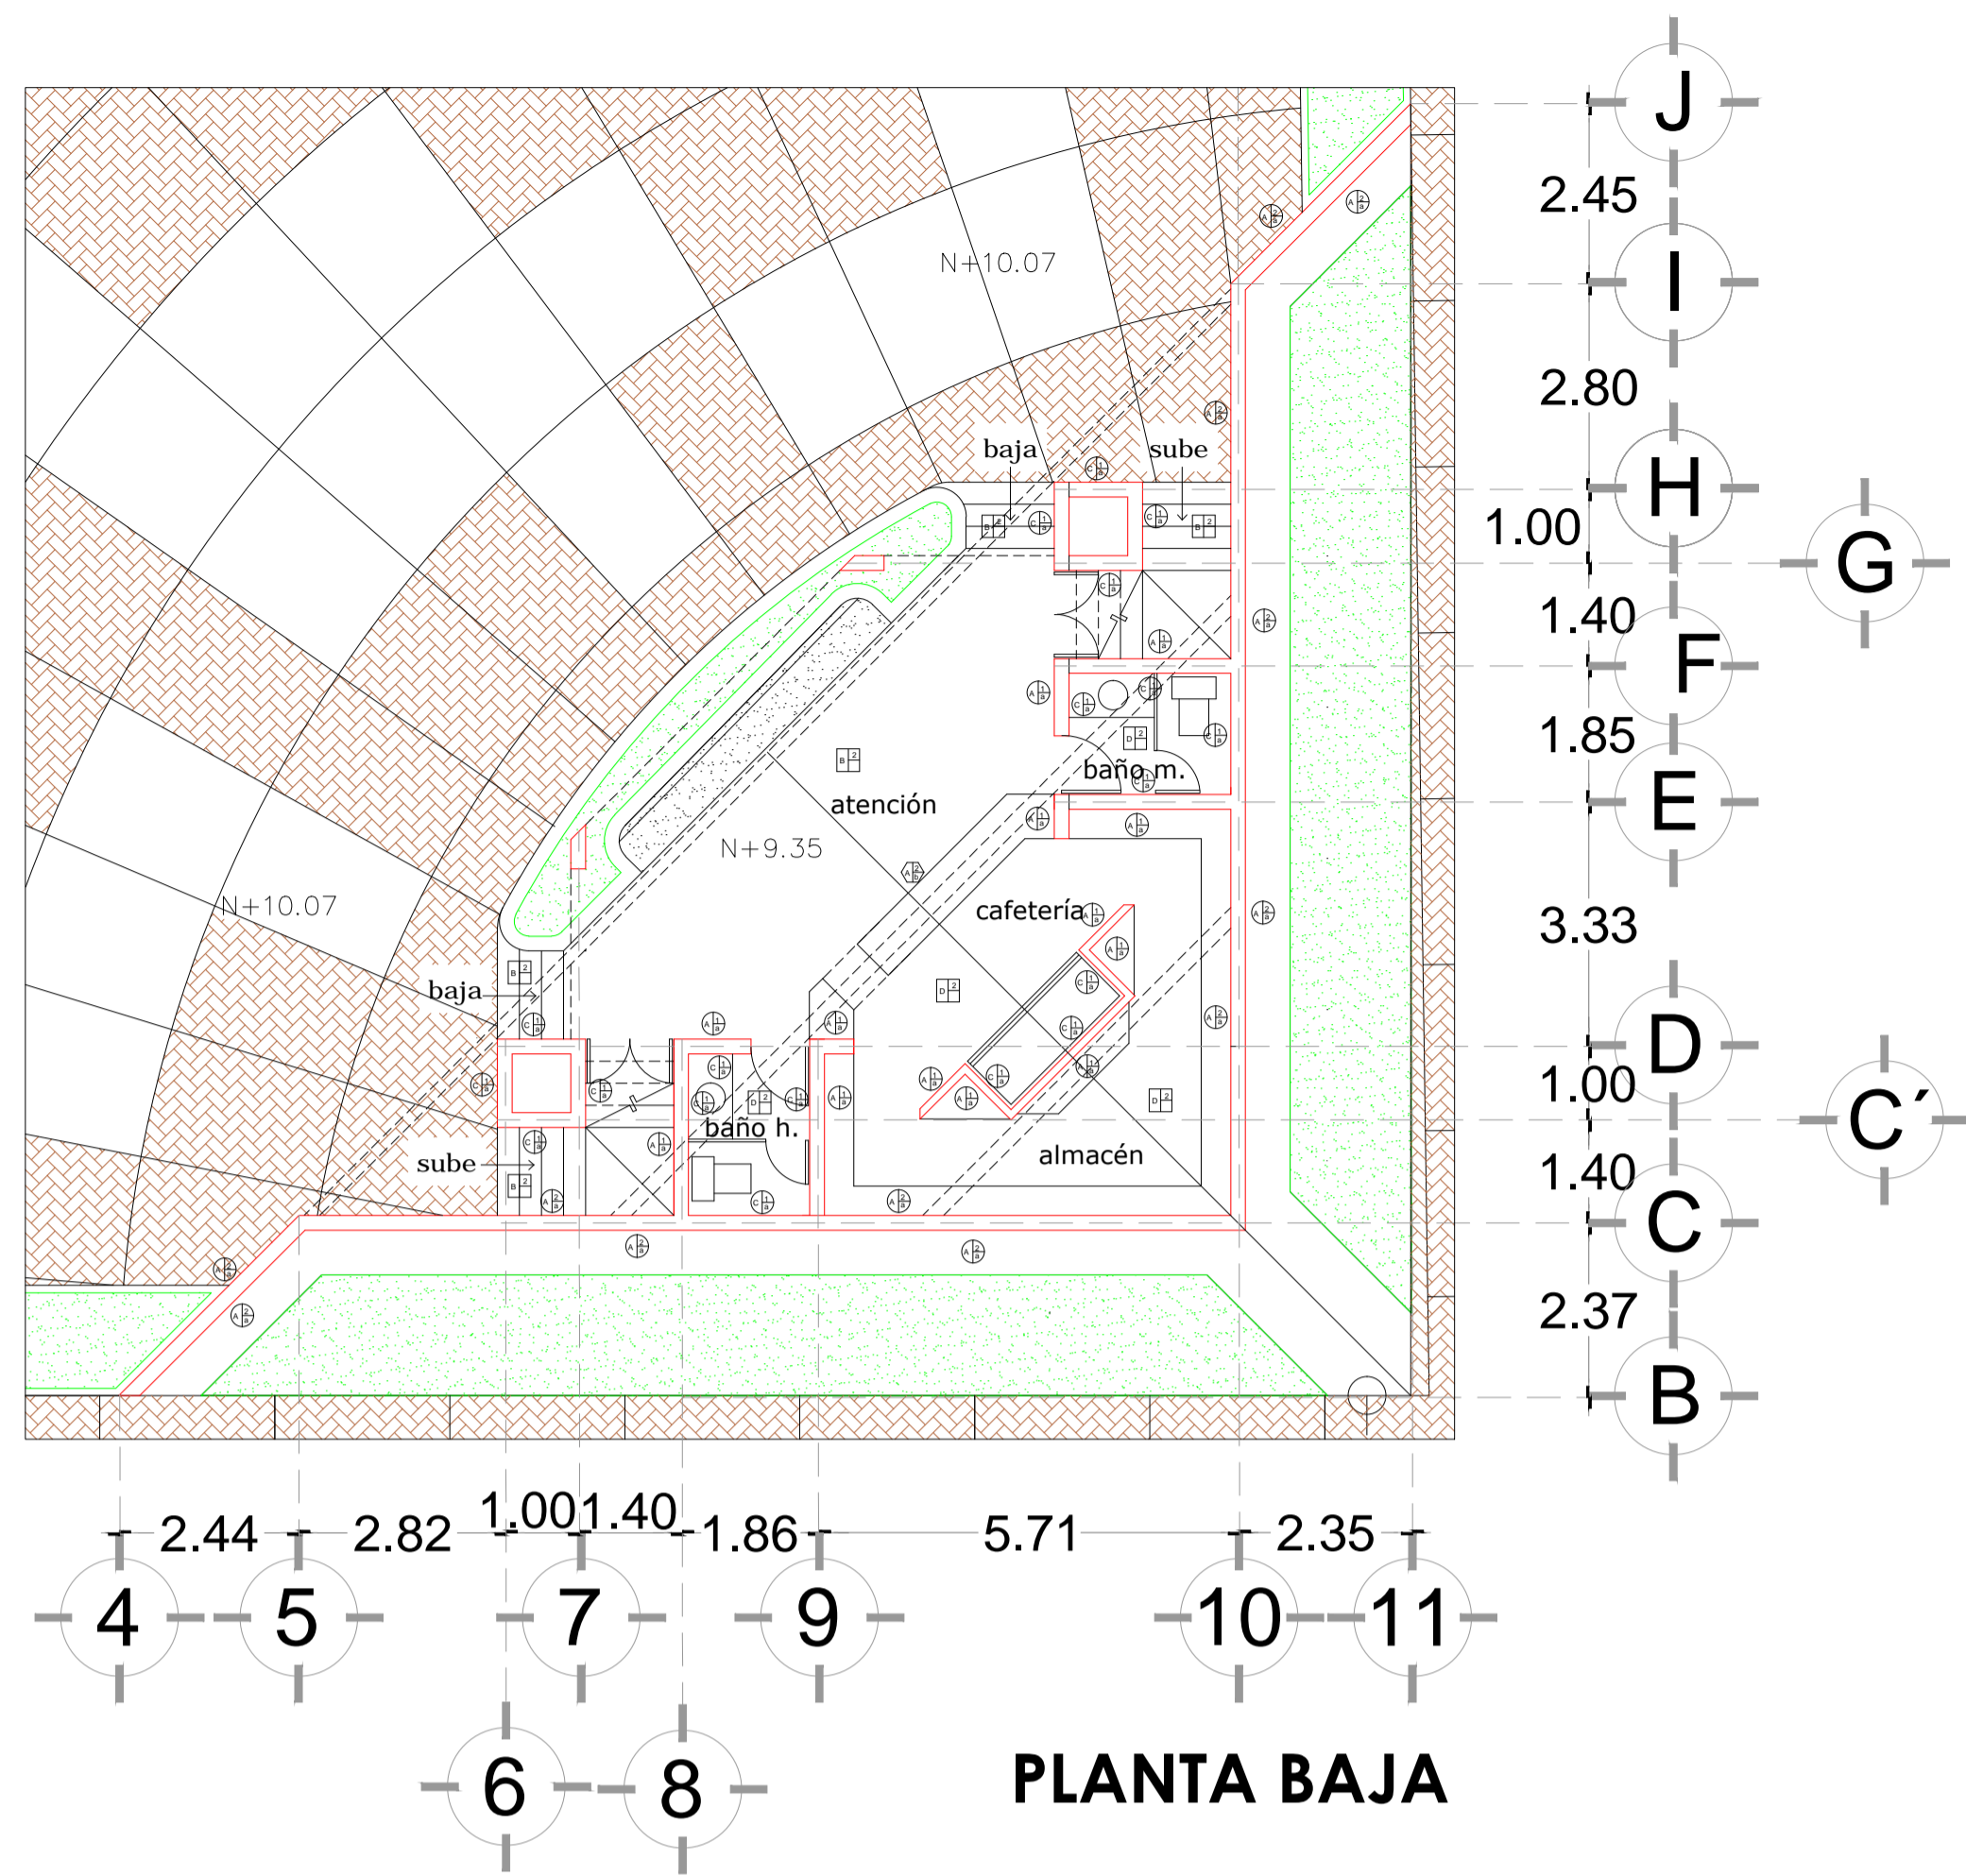 J
2.45
N+10.07
I
2.80
baja
sube
H
1.00
G
1.40
F
1.85
baño m.
E
atención
N+9.35
cafetería
N+10.07
3.33
baja
D
1.00
baño h.
C´
almacén
sube
1.40
C
2.37
B
2.44
2.82
1.00
1.40
1.86
5.71
2.35
4
5
7
9
10
11
6
8
PLANTA BAJA